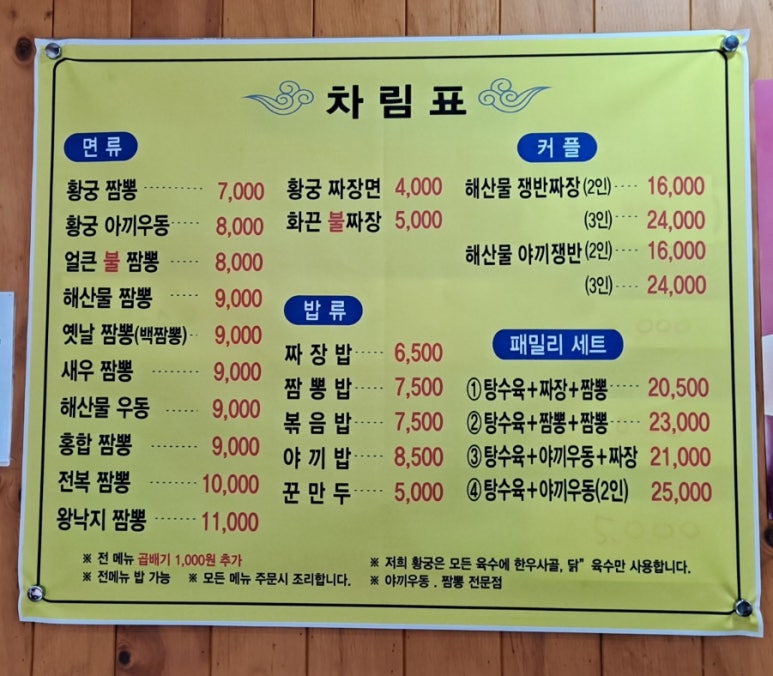 차림표
면류
황궁 짬뽕 7,000
황궁 아끼우동 8,000
얼큰 불 짬뽕 8,000
해산물 짬뽕 9,000
옛날 짬뽕(백짬뽕) 9,000
새우 짬뽕 9,000
해산물 우동 9,000
홍합 짬뽕 9,000
전복 짬뽕 10,000
왕낙지 짬뽕 11,000
황궁 짜장면 4,000
화끈 불짜장 5,000
밥류
짜장밥 6,500
짬뽕밥 7,500
볶음밥 7,500
야끼밥 8,500
꾼만두 5,000
커플
해산물 쟁반짜장(2인) 16,000
(3인) 24,000
해산물 야끼쟁반(2인) 16,000
(3인) 24,000
패밀리 세트
①탕수육+짜장+짬뽕 20,500
②탕수육+짬뽕+짬뽕 23,000
③탕수육+야끼우동+짜장 21,000
④탕수육+야끼우동(2인) 25,000
※ 전 메뉴 곱배기 1,000원 추가
※ 전메뉴 밥 가능 ※ 모든 메뉴 주문시 조리합니다.
※ 저희 황궁은 모든 육수에 한우사골, 닭" 육수만 사용합니다.
※ 야끼우동 . 짬뽕 전문점